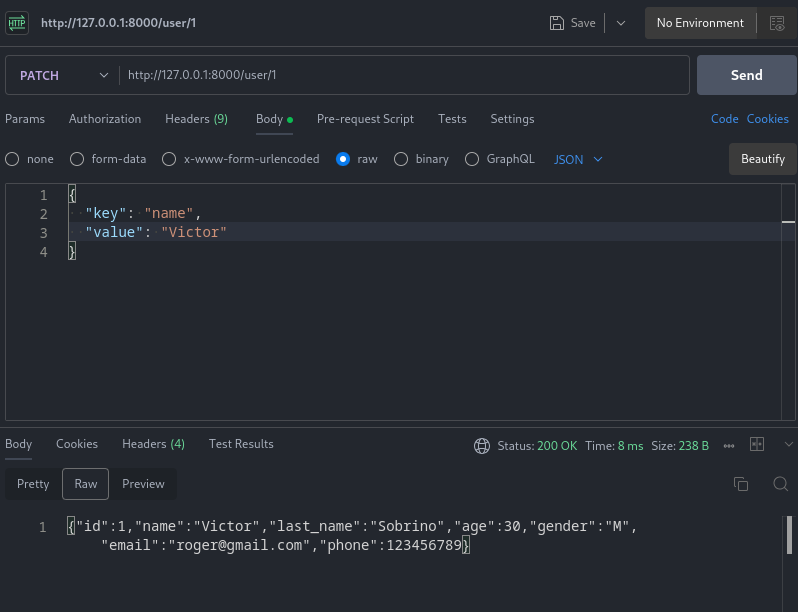 HTTP http://127.0.0.1:8000/user/1 Save No Environment
PATCH http://127.0.0.1:8000/user/1 Send
Params Authorization Headers (9) Body Pre-request Script Tests Settings Code Cookies
none form-data x-www-form-urlencoded raw binary GraphQL JSON Beautify
1 {
2 "key": "name",
3 "value": "Victor"
4 }
Body Cookies Headers (4) Test Results Status: 200 OK Time: 8 ms Size: 238 B
Pretty Raw Preview
1 {"id":1,"name":"Victor","last_name":"Sobrino","age":30,"gender":"M",
"email":"roger@gmail.com","phone":123456789}